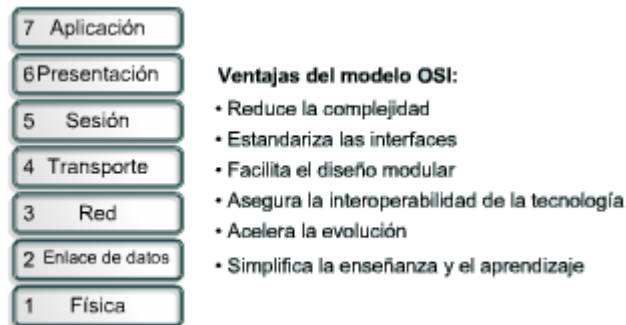 7 Aplicación
6 Presentación
5 Sesión
4 Transporte
3 Red
2 Enlace de datos
1 Física
Ventajas del modelo OSI:
• Reduce la complejidad
• Estandariza las interfaces
• Facilita el diseño modular
• Asegura la interoperabilidad de la tecnología
• Acelera la evolución
• Simplifica la enseñanza y el aprendizaje